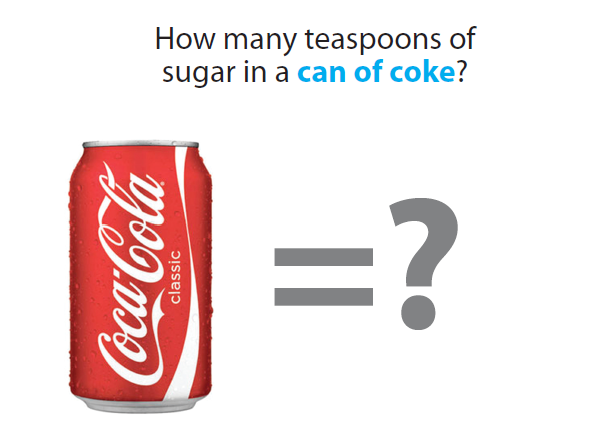 How many teaspoons of
sugar in a can of coke?
Coca-Cola
classic
= ?